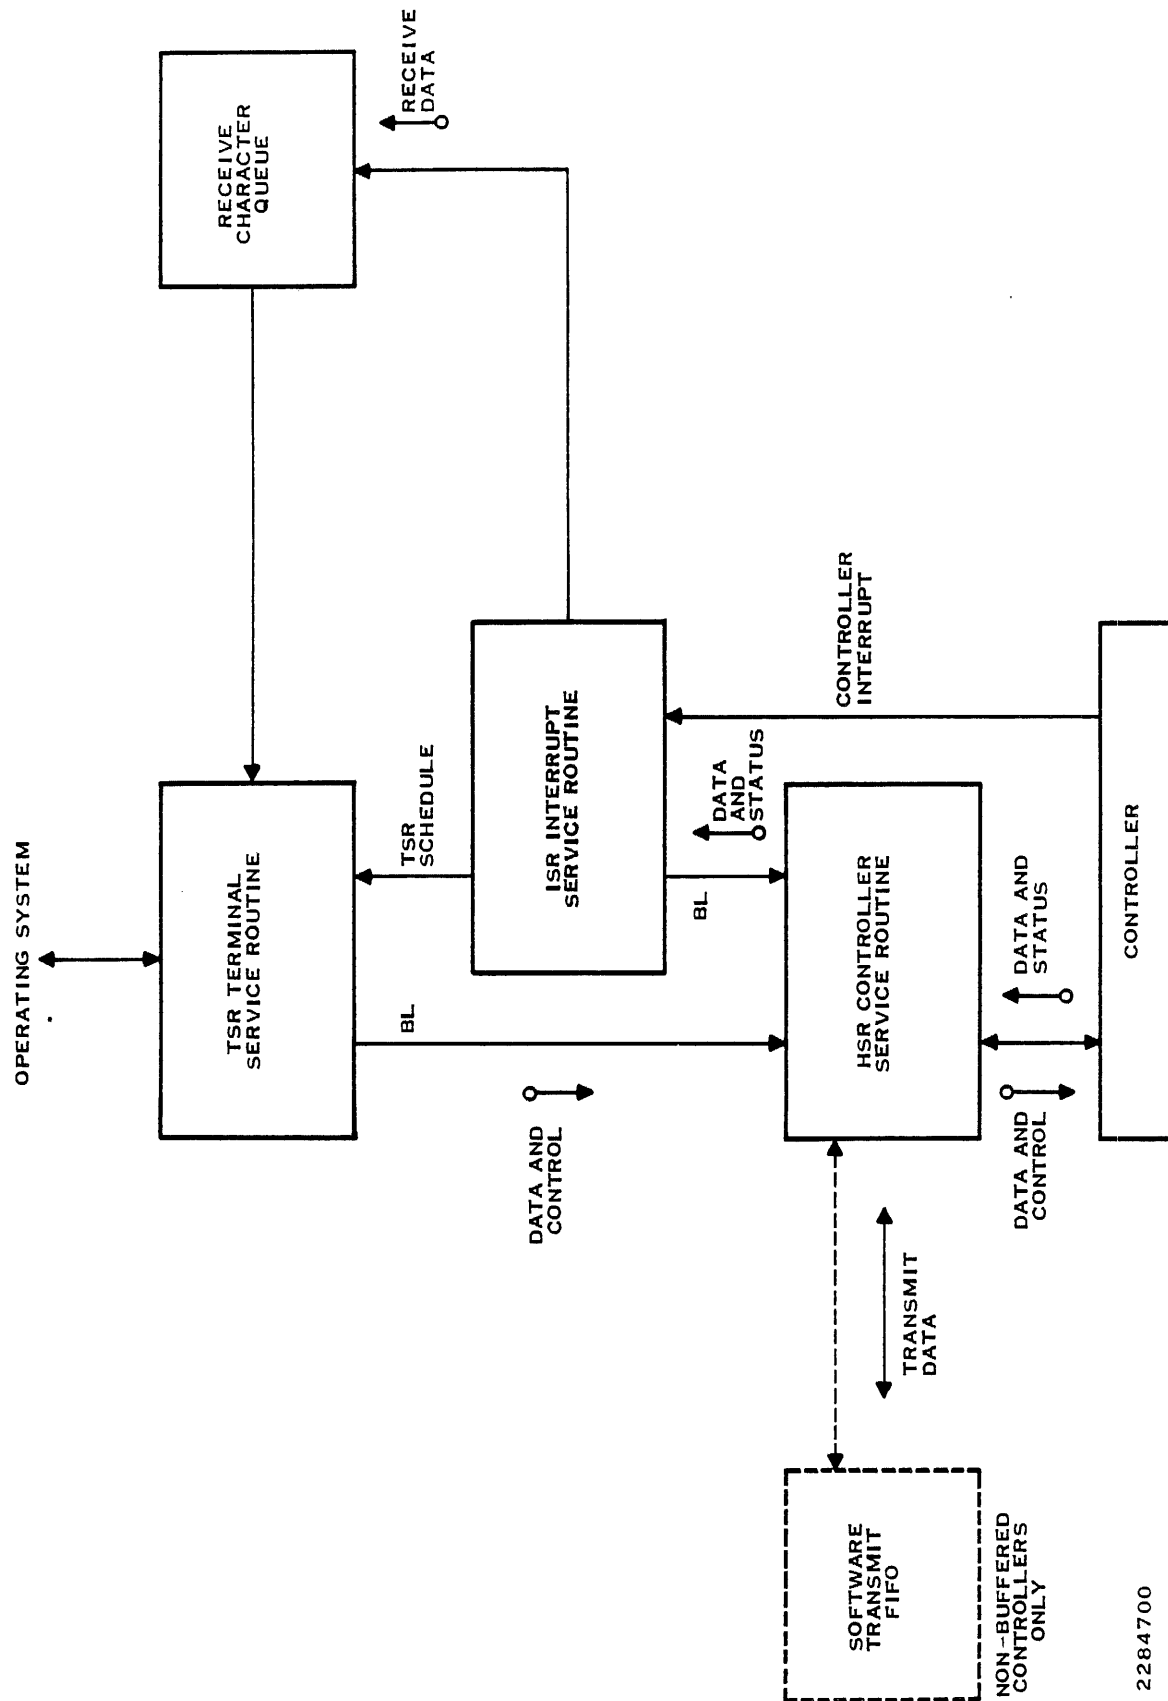 OPERATING SYSTEM
TSR TERMINAL
SERVICE ROUTINE
RECEIVE
CHARACTER
QUEUE
RECEIVE
DATA
BL
TSR
SCHEDULE
DATA AND
CONTROL
ISR INTERRUPT
SERVICE ROUTINE
BL
DATA
AND
STATUS
CONTROLLER
INTERRUPT
SOFTWARE
TRANSMIT
FIFO
NON-BUFFERED
CONTROLLERS
ONLY
TRANSMIT
DATA
HSR CONTROLLER
SERVICE ROUTINE
DATA AND
CONTROL
DATA AND
STATUS
CONTROLLER
2284700